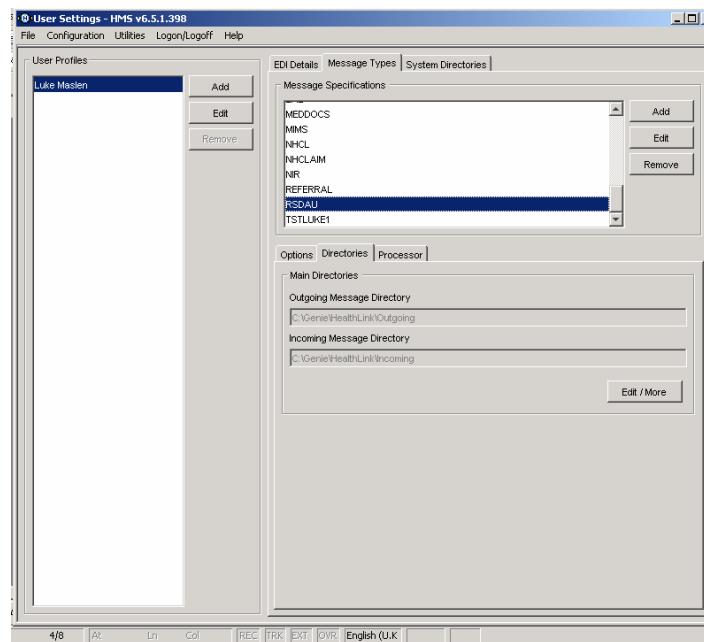 User Settings - HMS v6.5.1.398
File Configuration Utilities Logon/Logoff Help
User Profiles
Luke Maslen
Add
Edit
Remove
EDI Details Message Types System Directories
Message Specifications
MEDDOCS
MIMS
NHCL
NHCLAIM
NIR
REFERRAL
RSDAU
TSTLUKE1
Add
Edit
Remove
Options Directories Processor
Main Directories
Outgoing Message Directory
C:\Genie\HealthLink\Outgoing
Incoming Message Directory
C:\Genie\HealthLink\Incoming
Edit / More
4/8 At Ln Col REC TRK EXT OVR English (U.K